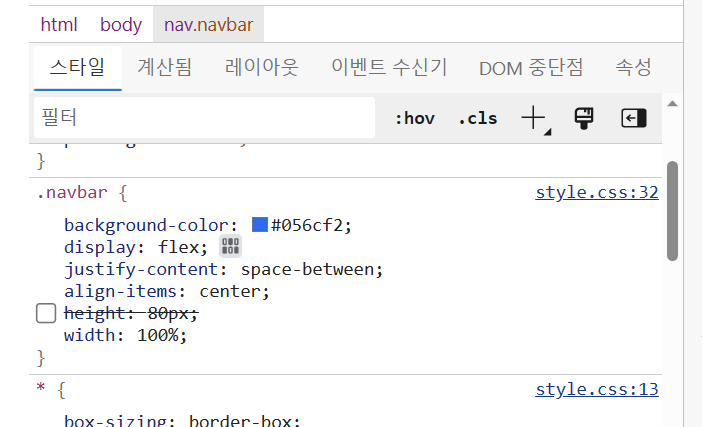 html body nav.navbar
스타일 계산됨 레이아웃 이벤트 수신기 DOM 중단점 속성
필터 :hov .cls
}
.navbar { style.css:32
background-color: #056cf2;
display: flex;
justify-content: space-between;
align-items: center;
height: 80px;
width: 100%;
}
* { style.css:13
box-sizing: border-box;